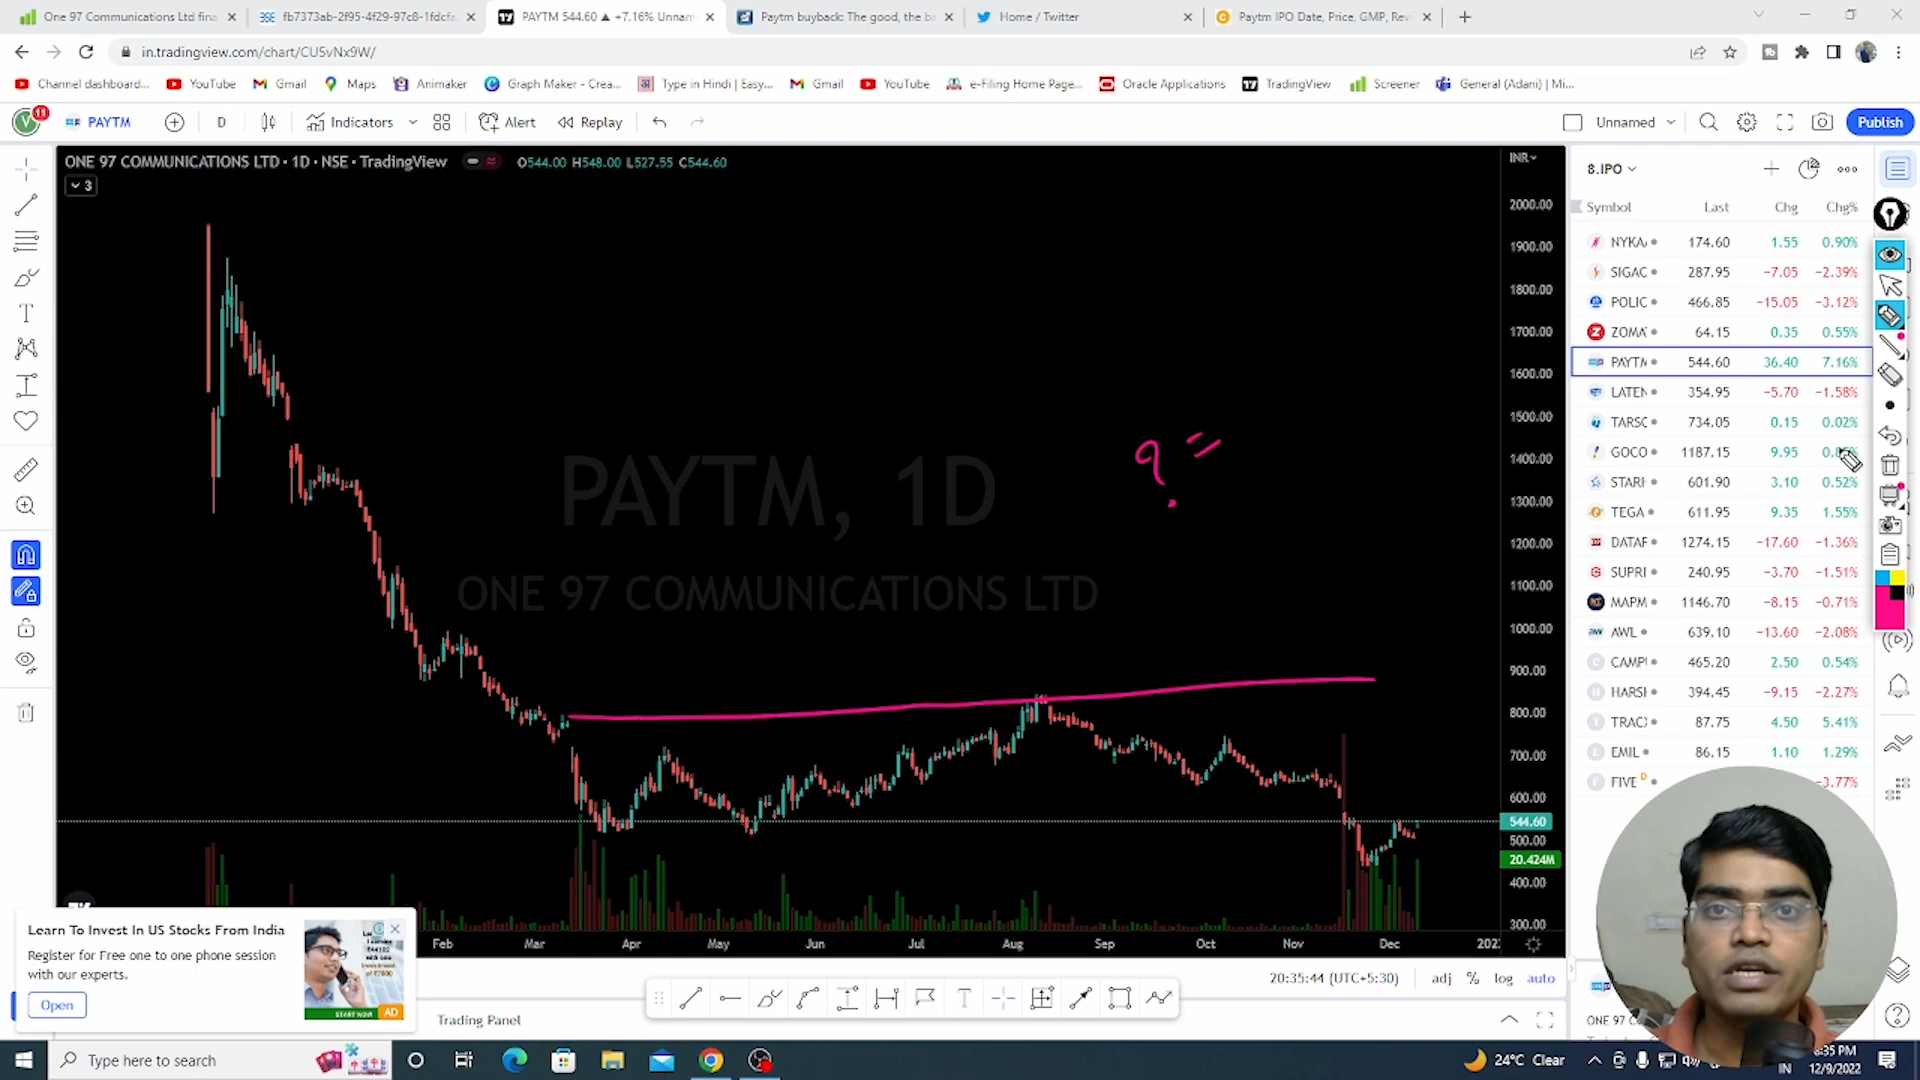 One 97 Communications Ltd fina
fb7373ab-2f95-4f29-97c8-1fdcfa
PAYTM 544.60 ▲ +7.16% Unnam
Paytm buyback: The good, the ba
Home / Twitter
Paytm IPO Date, Price, GMP, Rev
in.tradingview.com/chart/CU5vNx9W/
Channel dashboard...
YouTube
Gmail
Maps
Animaker
Graph Maker - Crea...
Type in Hindi | Easy...
Gmail
YouTube
e-Filing Home Page...
Oracle Applications
TradingView
Screener
General (Adani) | Mi...
V 11
PAYTM
D
Indicators
Alert
Replay
Unnamed
Publish
ONE 97 COMMUNICATIONS LTD · 1D · NSE · TradingView
O544.00 H548.00 L527.55 C544.60
3
INR
2000.00
1900.00
1800.00
1700.00
1600.00
1500.00
1400.00
1300.00
1200.00
1100.00
1000.00
900.00
800.00
700.00
600.00
544.60
500.00
20.424M
400.00
300.00
PAYTM, 1D
ONE 97 COMMUNICATIONS LTD
Feb Mar Apr May Jun Jul Aug Sep Oct Nov Dec 202
8.IPO
Symbol Last Chg Chg%
NYKA 174.60 1.55 0.90%
SIGAC 287.95 −7.05 −2.39%
POLIC 466.85 −15.05 −3.12%
ZOMA 64.15 0.35 0.55%
PAYTM 544.60 36.40 7.16%
LATEN 354.95 −5.70 −1.58%
TARSC 734.05 0.15 0.02%
GOCO 1187.15 9.95
STARH 601.90 3.10 0.52%
TEGA 611.95 9.35 1.55%
DATAP 1274.15 −17.60 −1.36%
SUPRI 240.95 −3.70 −1.51%
MAPM 1146.70 −8.15 −0.71%
AWL 639.10 −13.60 −2.08%
CAMPU 465.20 2.50 0.54%
HARSH 394.45 −9.15 −2.27%
TRACX 87.75 4.50 5.41%
EMIL 86.15 1.10 1.29%
FIVE D −3.77%
ONE 97 C
Learn To Invest In US Stocks From India
Register for Free one to one phone session
with our experts.
Open
START NOW
AD
20:35:44 (UTC+5:30)
adj % log auto
Trading Panel
Type here to search
24°C Clear
IN
8:35 PM
12/9/2022